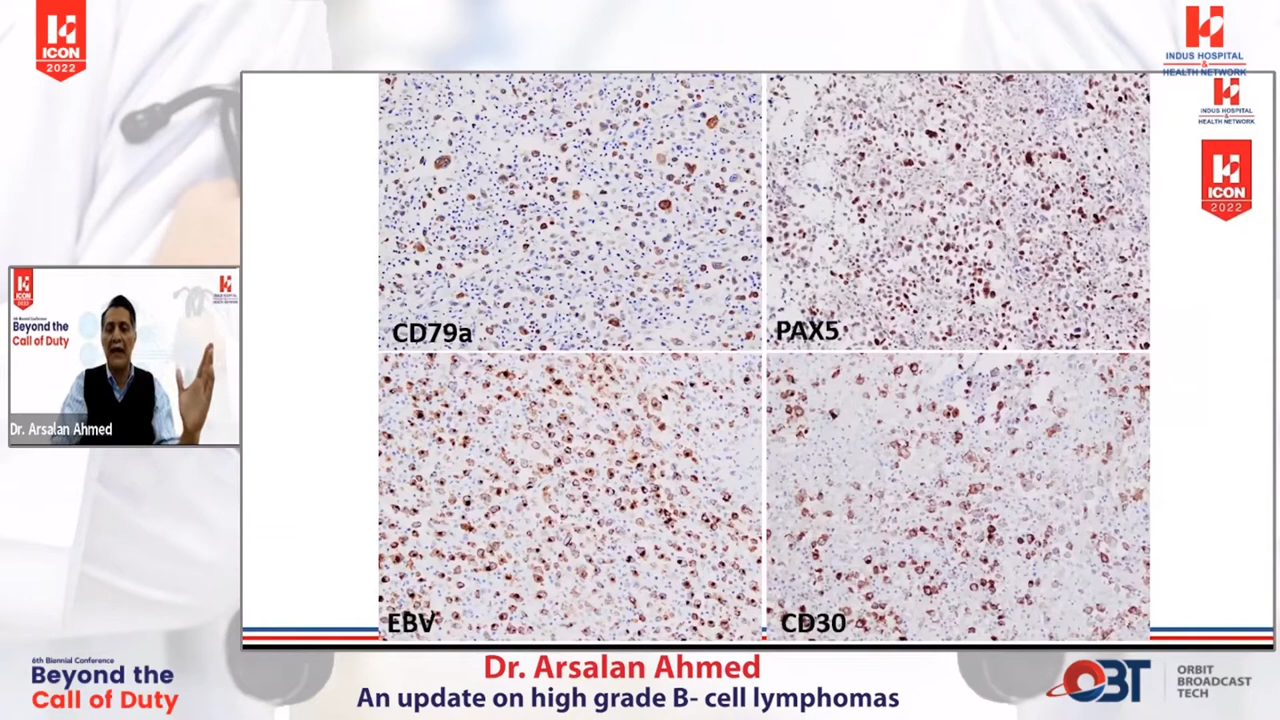 ICON
2022
INDUS HOSPITAL
&
HEALTH NETWORK
INDUS HOSPITAL
&
HEALTH NETWORK
ICON
2022
CD79a
PAX5
EBV
CD30
ICON
Beyond the
Call of Duty
Dr. Arsalan Ahmed
6th Biennial Conference
Beyond the
Call of Duty
Dr. Arsalan Ahmed
An update on high grade B- cell lymphomas
OBT
ORBIT
BROADCAST
TECH